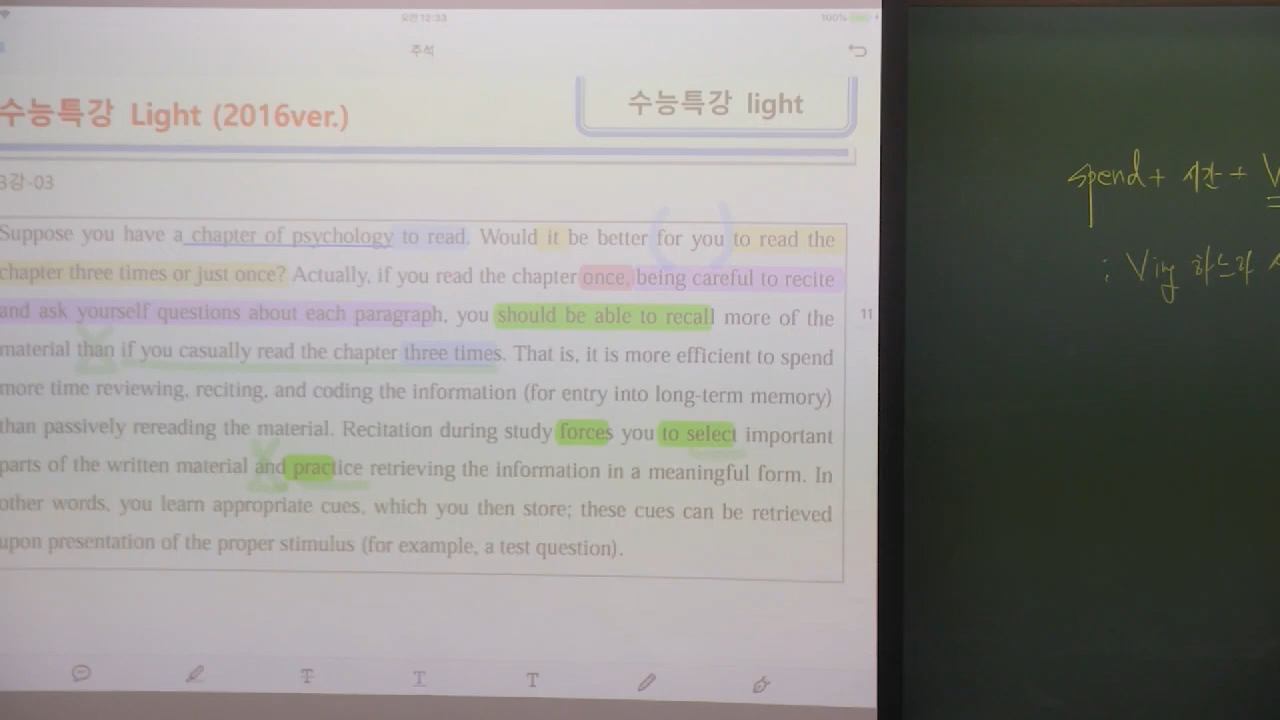 오전 12:33
100%
주석
수능특강 Light (2016ver.)
수능특강 light
3강-03
Suppose you have a chapter of psychology to read. Would it be better for you to read the
chapter three times or just once? Actually, if you read the chapter once, being careful to recite
and ask yourself questions about each paragraph, you should be able to recall more of the
11
material than if you casually read the chapter three times. That is, it is more efficient to spend
more time reviewing, reciting, and coding the information (for entry into long-term memory)
than passively rereading the material. Recitation during study forces you to select important
parts of the written material and practice retrieving the information in a meaningful form. In
other words, you learn appropriate cues, which you then store; these cues can be retrieved
upon presentation of the proper stimulus (for example, a test question).
T
T
T
spend + 시간 + V
: Ving 하느라